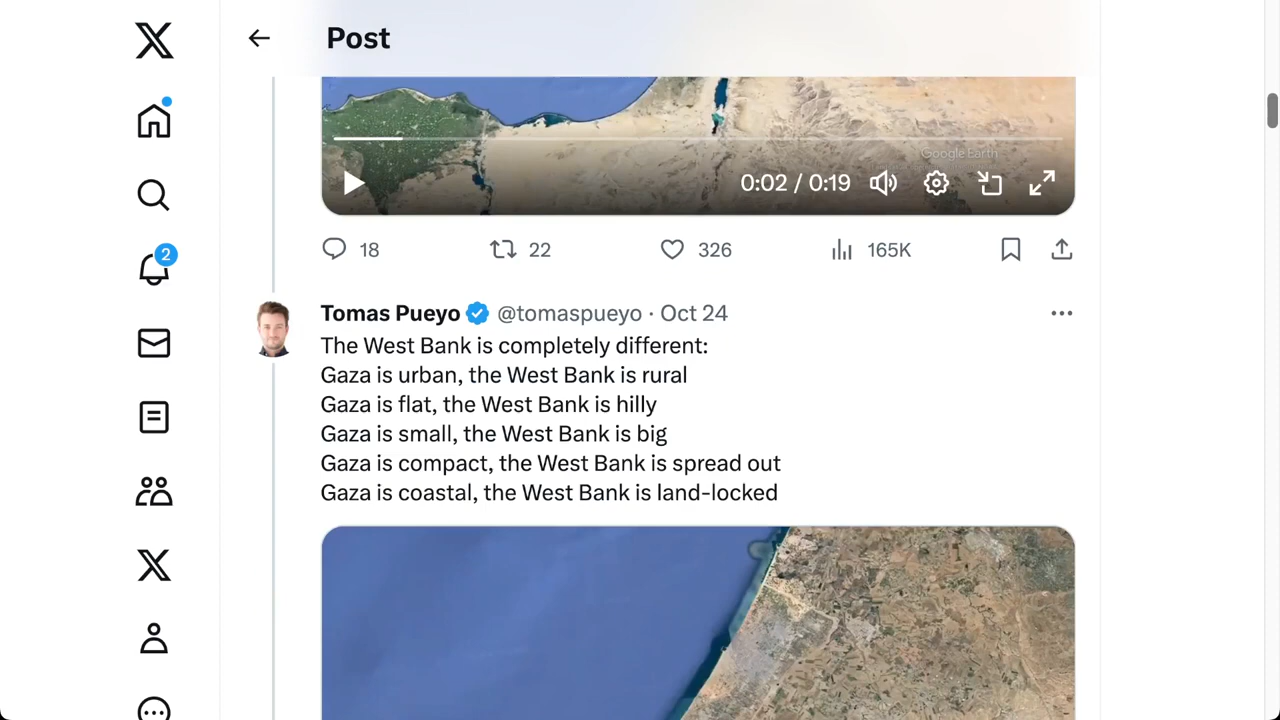 Post
Google Earth
0:02 / 0:19
18
22
326
165K
2
Tomas Pueyo @tomaspueyo · Oct 24
The West Bank is completely different:
Gaza is urban, the West Bank is rural
Gaza is flat, the West Bank is hilly
Gaza is small, the West Bank is big
Gaza is compact, the West Bank is spread out
Gaza is coastal, the West Bank is land-locked